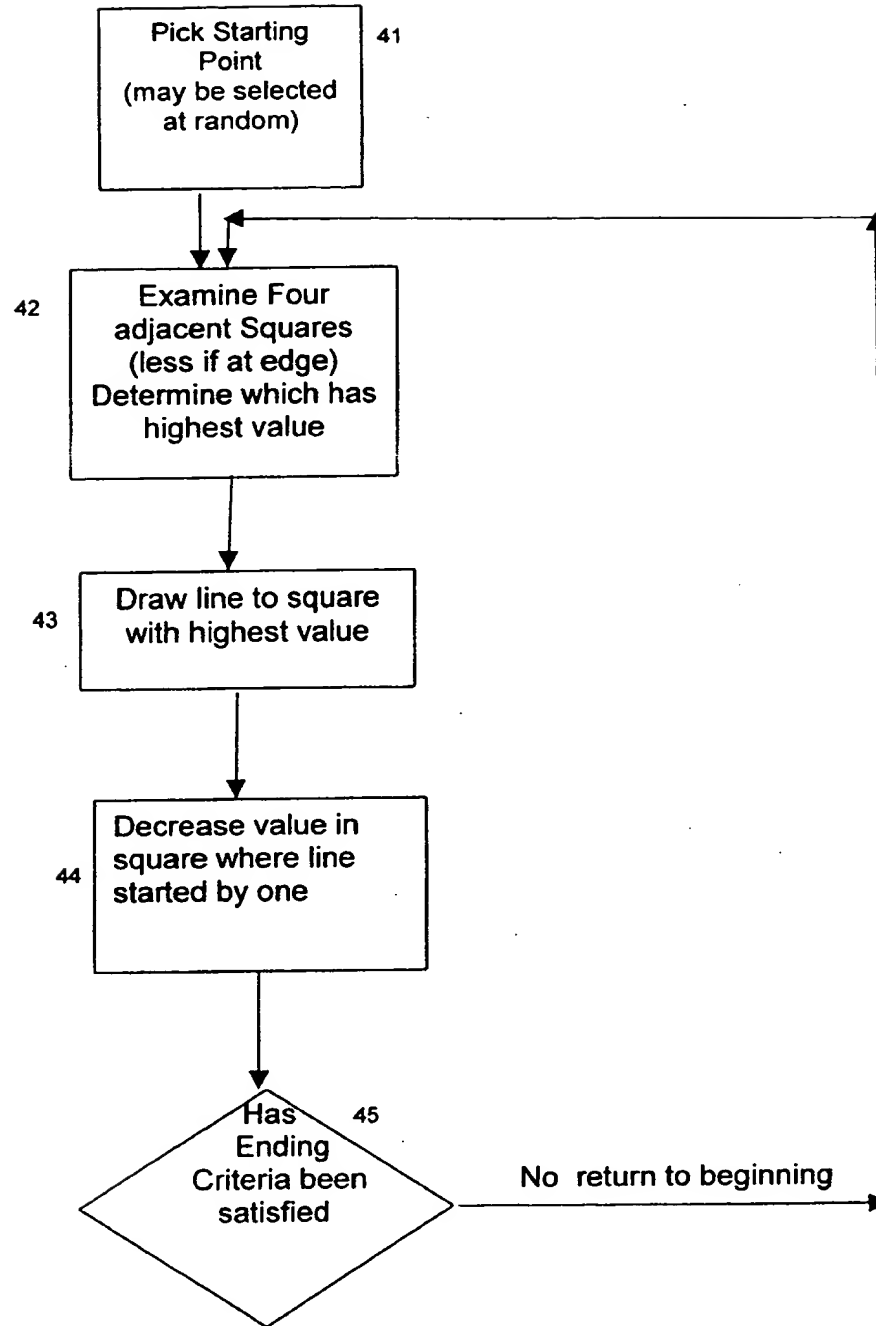 Pick Starting
Point
(may be selected
at random)
41
42
Examine Four
adjacent Squares
(less if at edge)
Determine which has
highest value
43
Draw line to square
with highest value
44
Decrease value in
square where line
started by one
Has
Ending
Criteria been
satisfied
45
No return to beginning